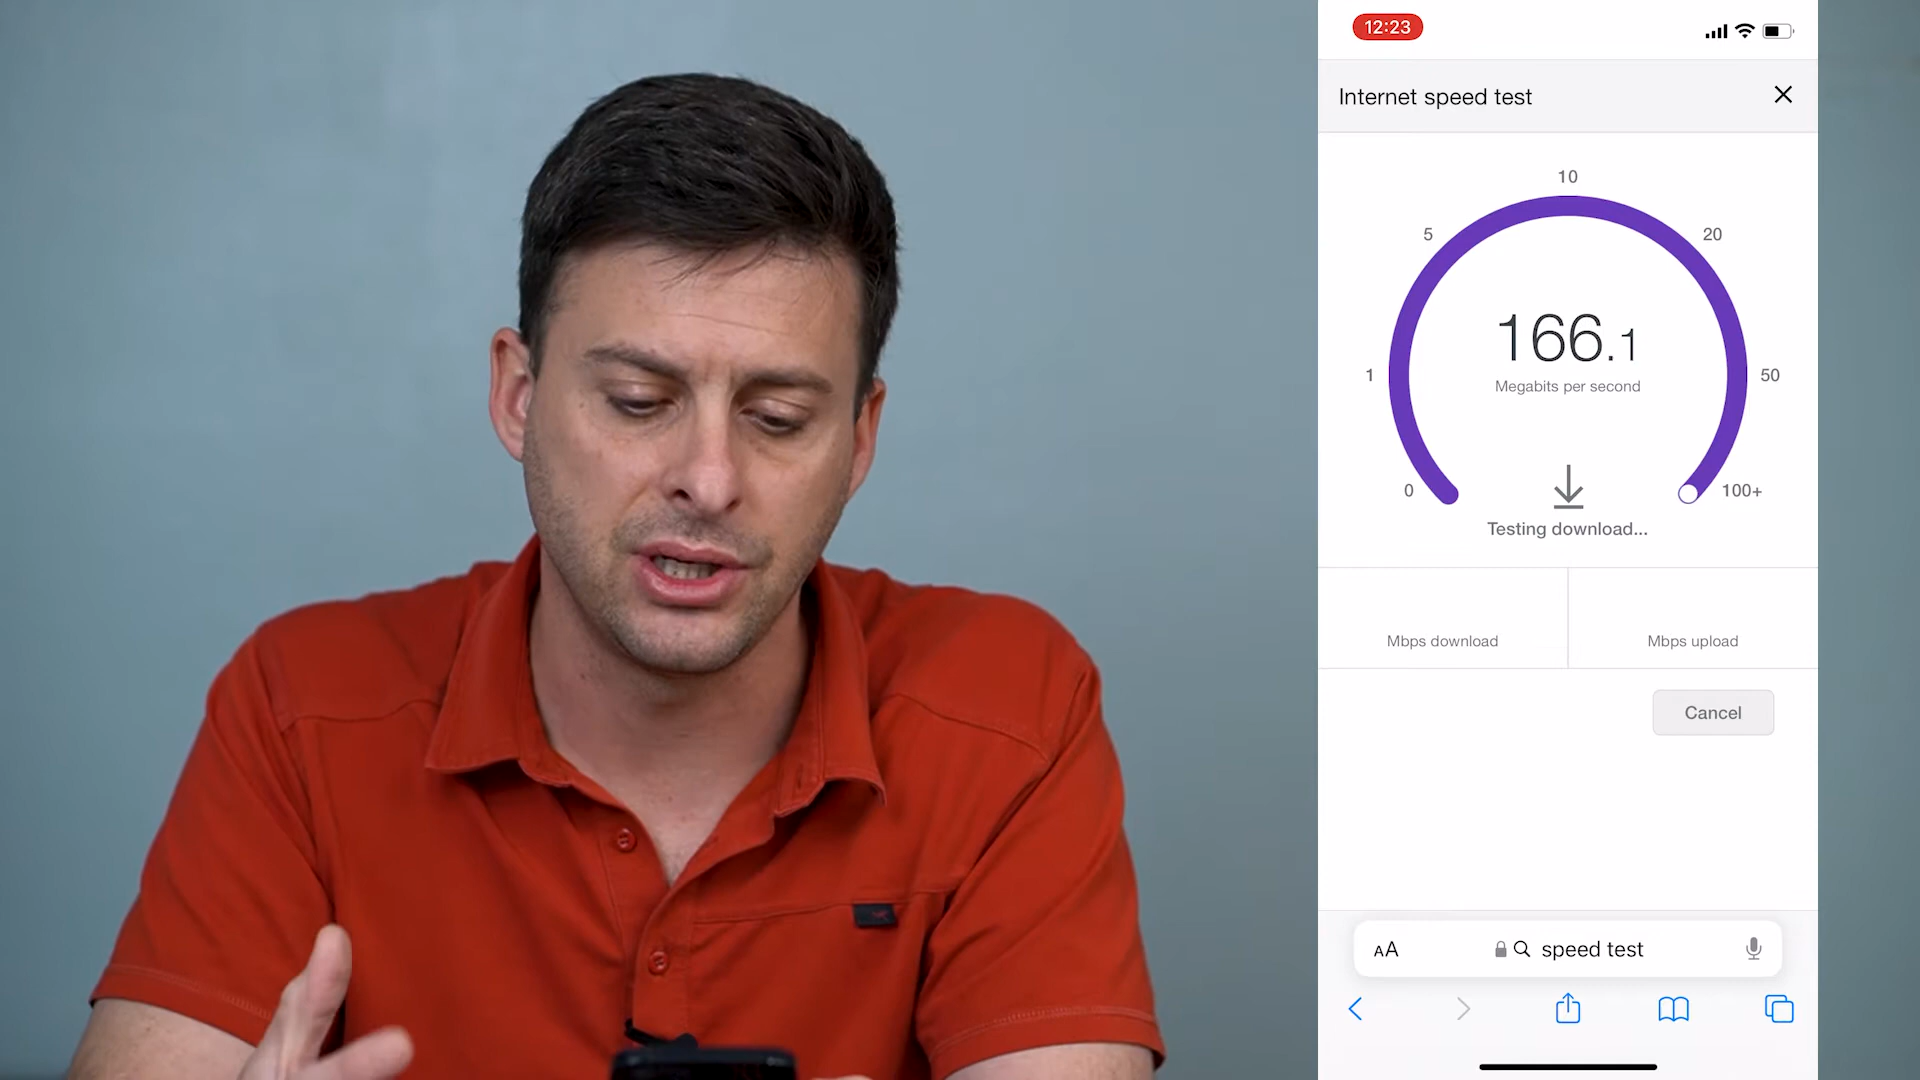 12:23
Internet speed test
10
5
20
166.1
Megabits per second
1
50
0
100+
Testing download...
Mbps download
Mbps upload
Cancel
AA
speed test